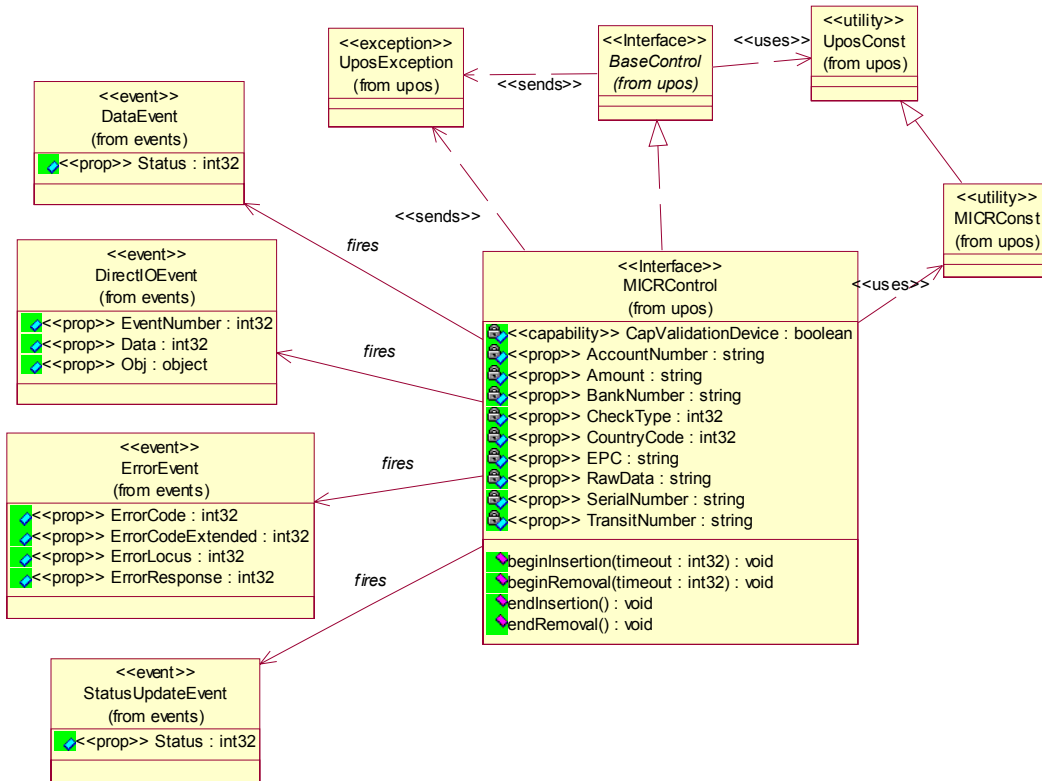 <<exception>>
UposException
(from upos)
<<Interface>>
BaseControl
(from upos)
<<utility>>
UposConst
(from upos)
<<uses>>
<<sends>>
<<event>>
DataEvent
(from events)
<<prop>> Status : int32
<<utility>>
MICRConst
(from upos)
<<sends>>
fires
<<event>>
DirectIOEvent
(from events)
<<prop>> EventNumber : int32
<<prop>> Data : int32
<<prop>> Obj : object
fires
<<Interface>>
MICRControl
(from upos)
<<uses>>
<<capability>> CapValidationDevice : boolean
<<prop>> AccountNumber : string
<<prop>> Amount : string
<<prop>> BankNumber : string
<<prop>> CheckType : int32
<<prop>> CountryCode : int32
<<prop>> EPC : string
<<prop>> RawData : string
<<prop>> SerialNumber : string
<<prop>> TransitNumber : string
beginInsertion(timeout : int32) : void
beginRemoval(timeout : int32) : void
endInsertion() : void
endRemoval() : void
<<event>>
ErrorEvent
(from events)
<<prop>> ErrorCode : int32
<<prop>> ErrorCodeExtended : int32
<<prop>> ErrorLocus : int32
<<prop>> ErrorResponse : int32
fires
fires
<<event>>
StatusUpdateEvent
(from events)
<<prop>> Status : int32